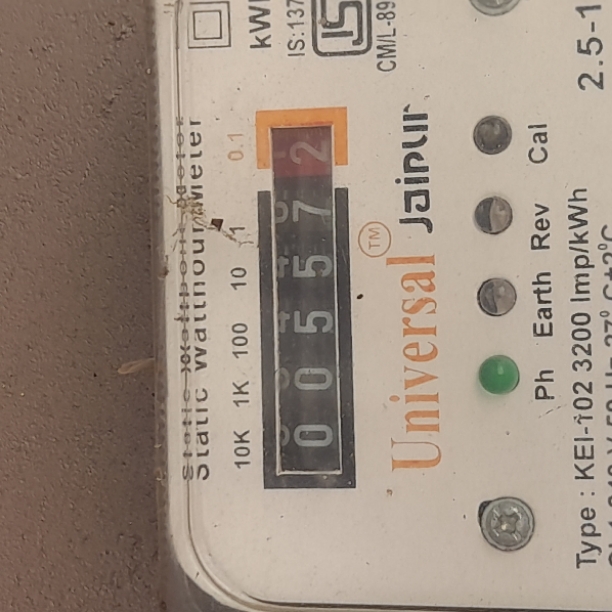 kWh
IS:137
CM/L-89
2.5-1
Static Watthour Meter
10K 1K 100 10 1 0.1
0 0 5 5 7 2
Universal TM Jaipur
Ph Earth Rev Cal
Type : KEI-102 3200 Imp/kWh